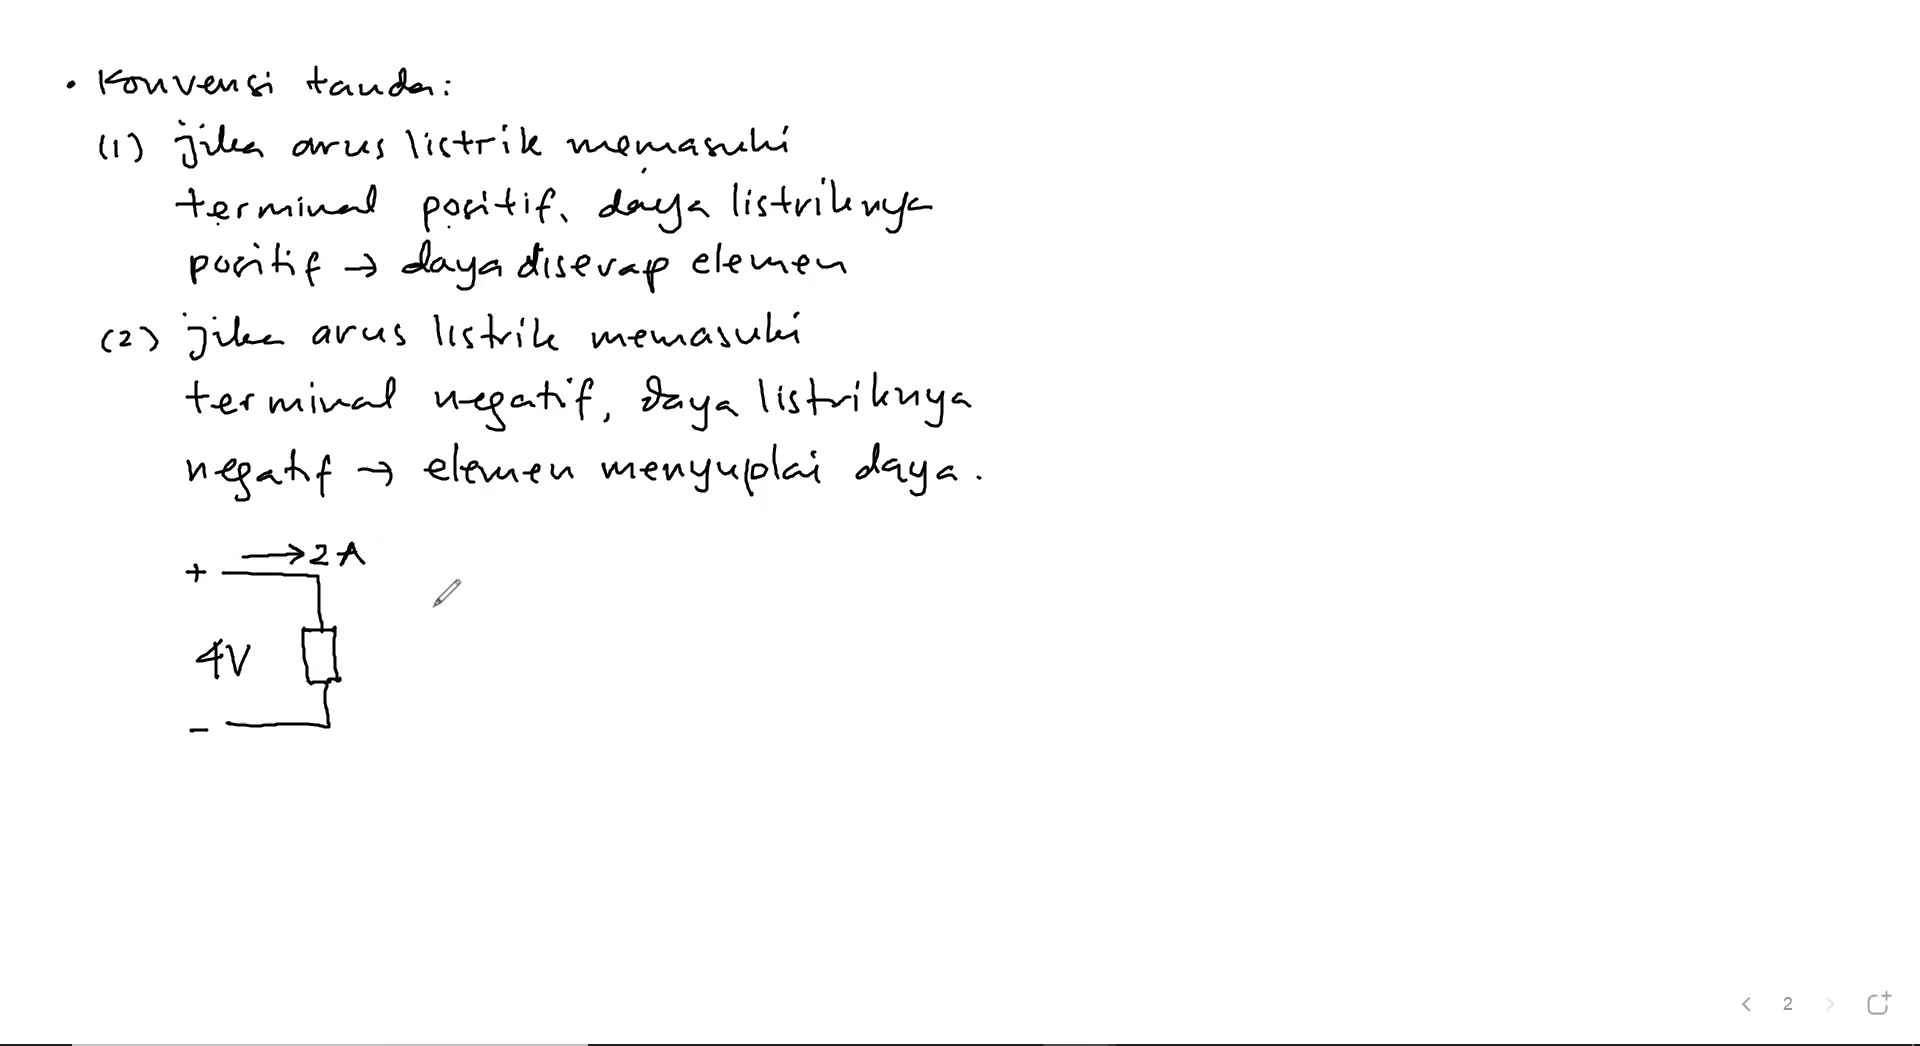 • Konvensi tanda:
(1) jika arus listrik memasuki
terminal positif, daya listriknya
positif → daya diserap elemen
(2) jika arus listrik memasuki
terminal negatif, daya listriknya
negatif → elemen menyuplai daya.
→ 2 A
+
4V
-
< 2 >